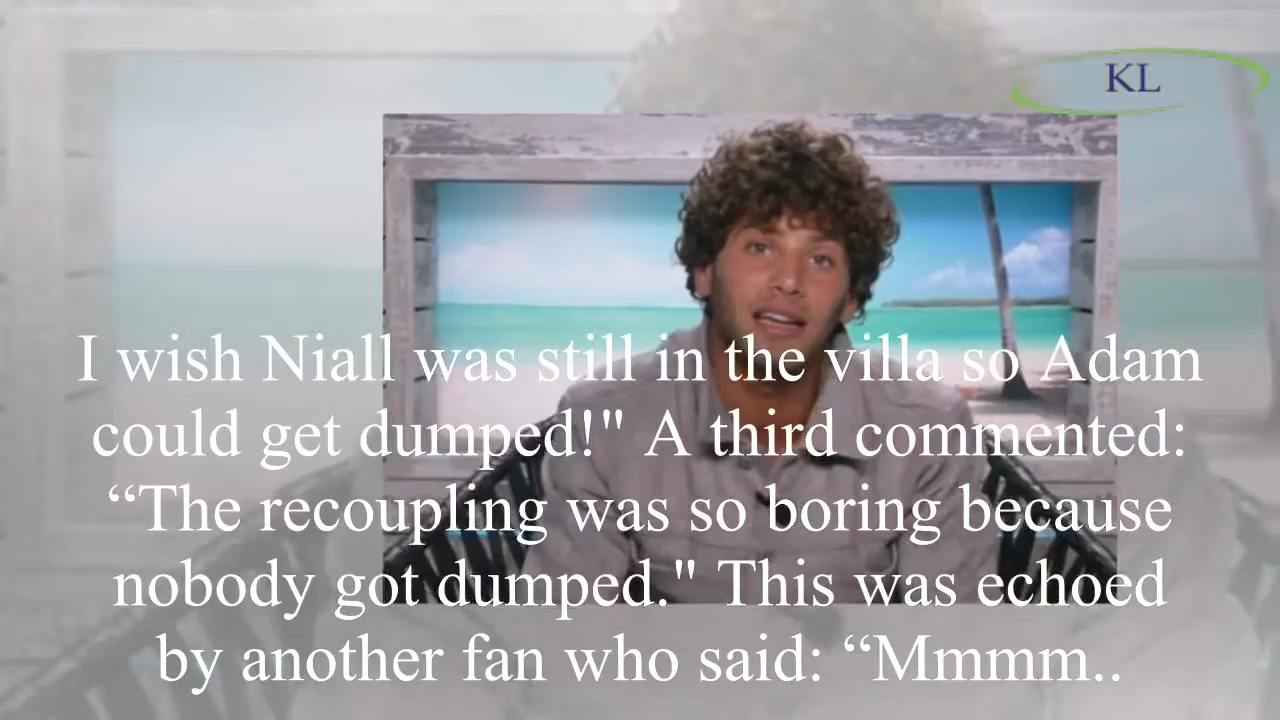 KL
I wish Niall was still in the villa so Adam
could get dumped!" A third commented:
“The recoupling was so boring because
nobody got dumped." This was echoed
by another fan who said: “Mmmm..